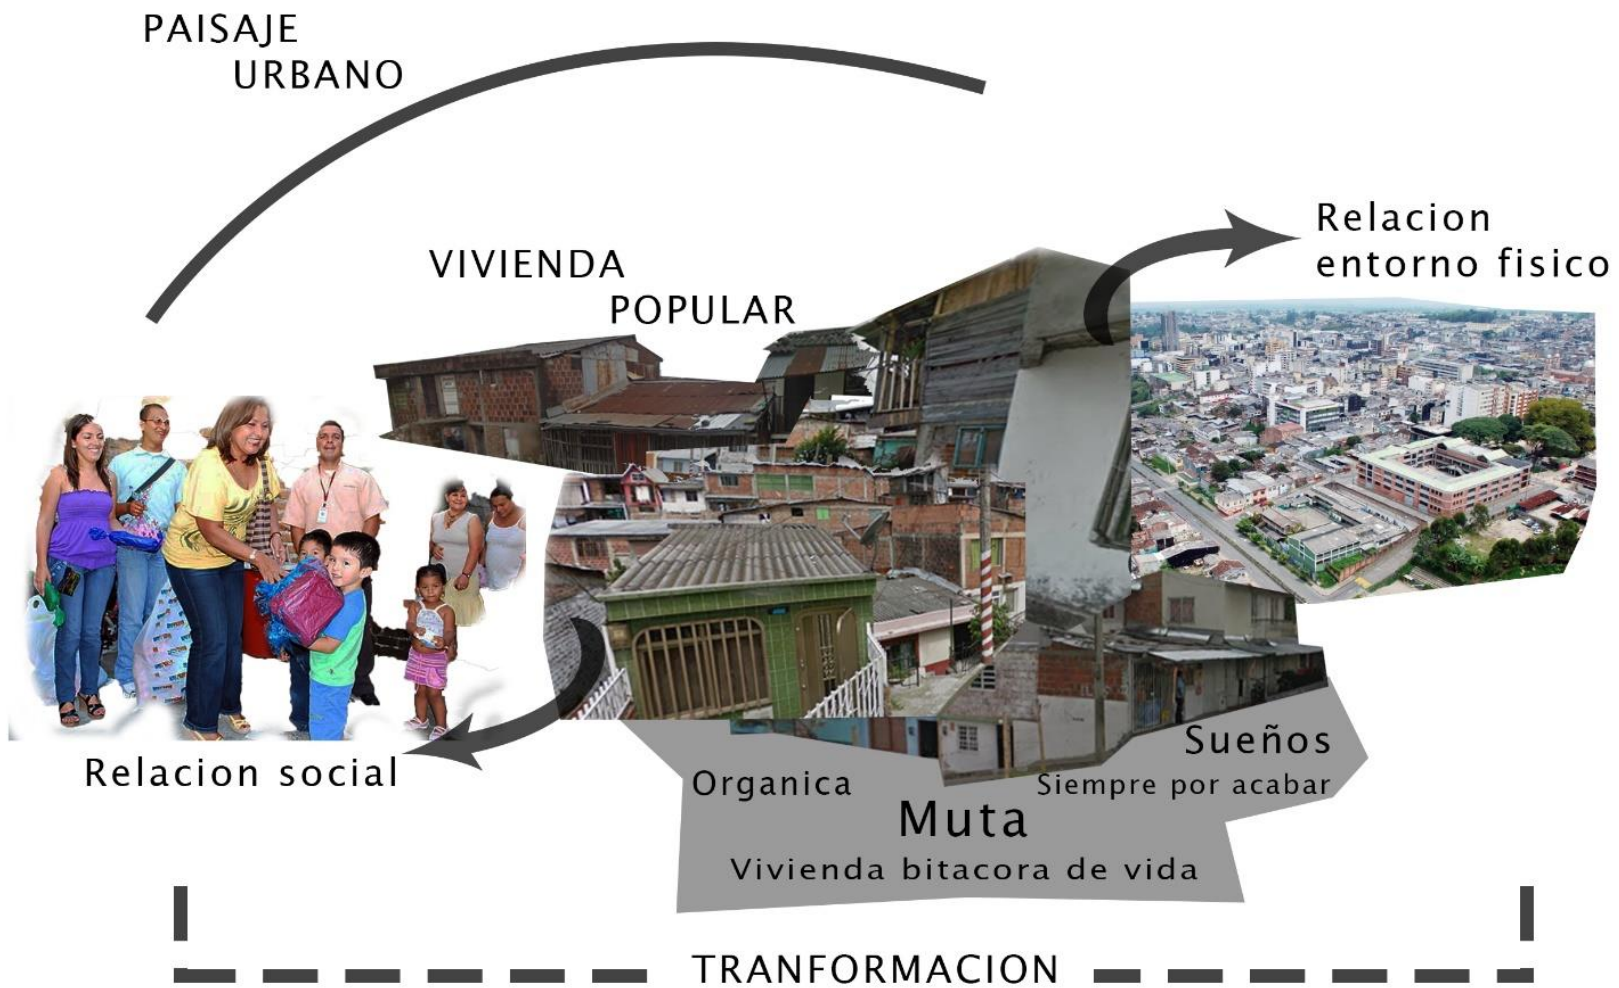 PAISAJE
URBANO
VIVIENDA
POPULAR
Relacion
entorno fisico
Relacion social
Sueños
Organica
Siempre por acabar
Muta
Vivienda bitacora de vida
TRANFORMACION